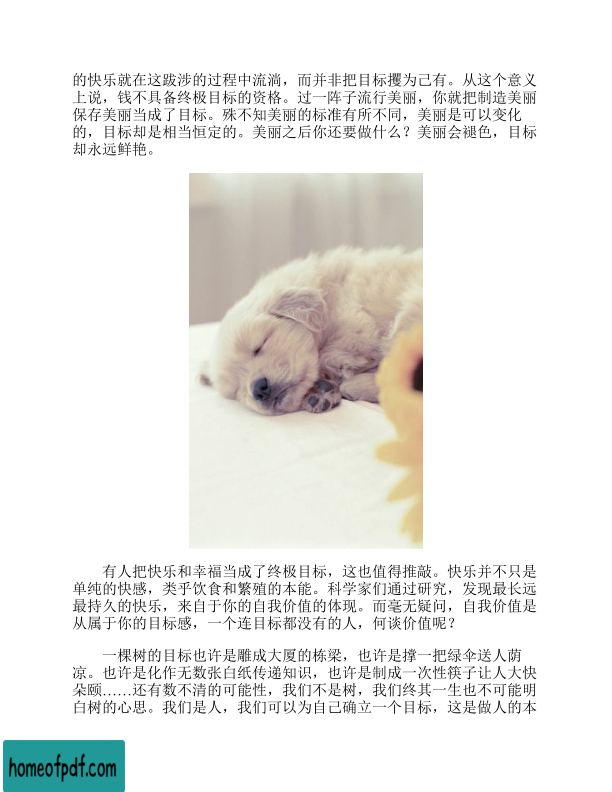 的快乐就在这跋涉的过程中流淌，而并非把目标攫为己有。从这个意义
上说，钱不具备终极目标的资格。过一阵子流行美丽，你就把制造美丽
保存美丽当成了目标。殊不知美丽的标准有所不同，美丽是可以变化
的，目标却是相当恒定的。美丽之后你还要做什么？美丽会褪色，目标
却永远鲜艳。
有人把快乐和幸福当成了终极目标，这也值得推敲。快乐并不只是
单纯的快感，类乎饮食和繁殖的本能。科学家们通过研究，发现最长远
最持久的快乐，来自于你的自我价值的体现。而毫无疑问，自我价值是
从属于你的目标感，一个连目标都没有的人，何谈价值呢？
一棵树的目标也许是雕成大厦的栋梁，也许是撑一把绿伞送人荫
凉。也许是化作无数张白纸传递知识，也许是制成一次性筷子让人大快
朵颐……还有数不清的可能性，我们不是树，我们终其一生也不可能明
白树的心思。我们是人，我们可以为自己确立一个目标，这是做人的本
homeofpdf.com